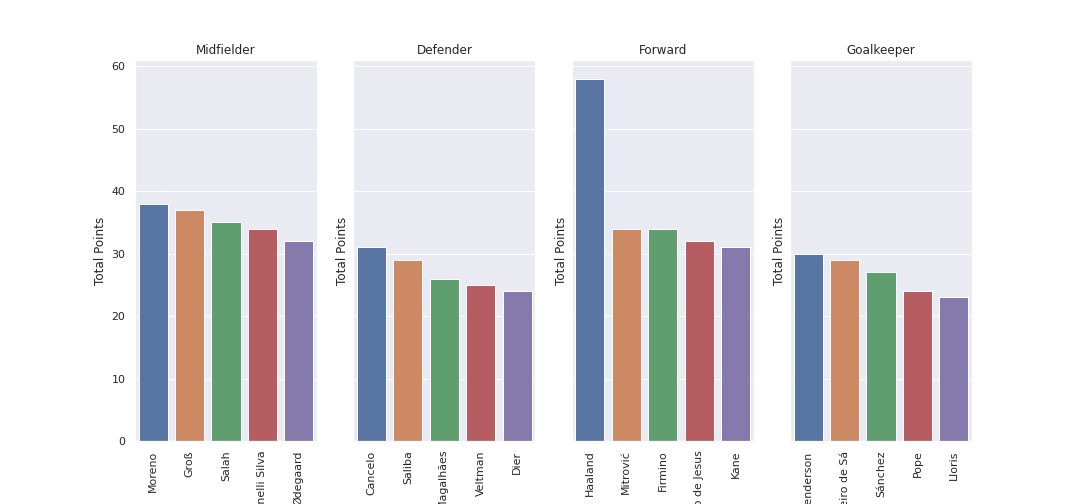 Midfielder
Defender
Forward
Goalkeeper
Total Points
60
50
40
30
20
10
0
Total Points
Total Points
Total Points
Moreno
Groß
Salah
nelli Silva
Ødegaard
Cancelo
Saliba
Magalhães
Veltman
Dier
Haaland
Mitrović
Firmino
o de Jesus
Kane
enderson
eiro de Sá
Sánchez
Pope
Lloris